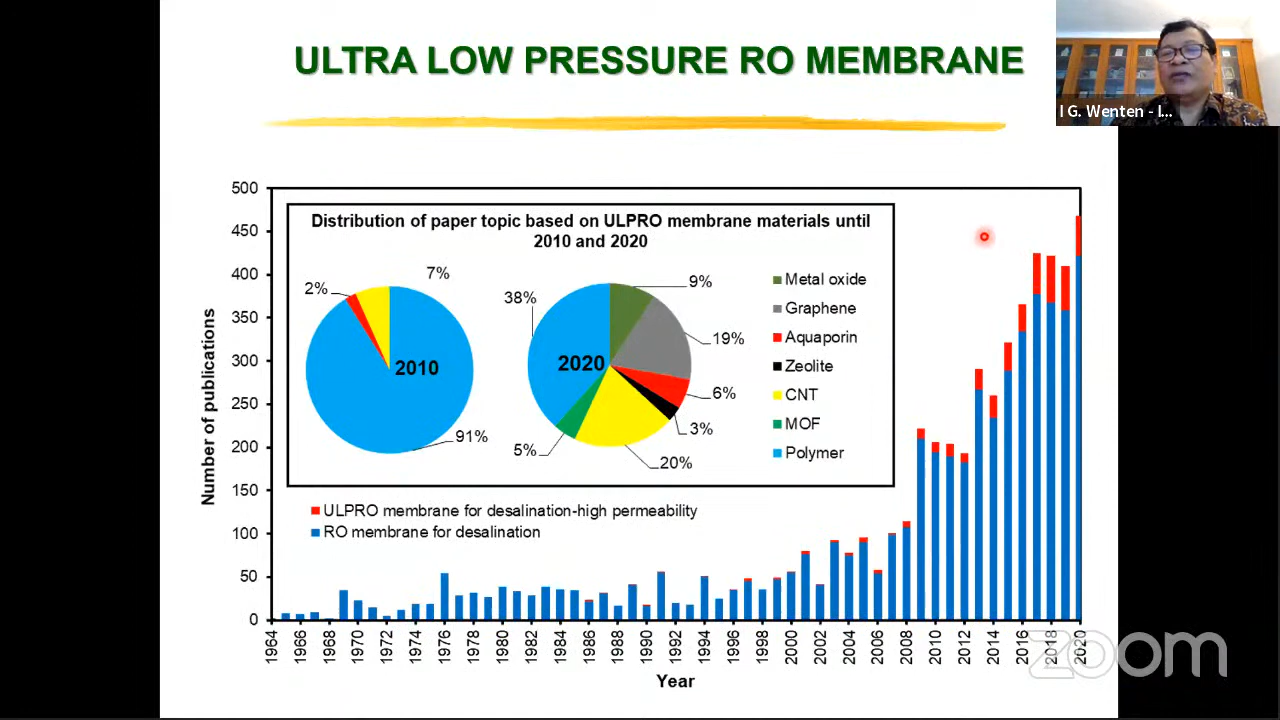 ULTRA LOW PRESSURE RO MEMBRANE
I G. Wenten - I...
500
450
400
350
300
250
200
150
100
50
0
Number of publications
Distribution of paper topic based on ULPRO membrane materials until
2010 and 2020
7%
2%
2010
91%
38%
2020
9%
19%
6%
3%
20%
5%
Metal oxide
Graphene
Aquaporin
Zeolite
CNT
MOF
Polymer
ULPRO membrane for desalination-high permeability
RO membrane for desalination
1964 1966 1968 1970 1972 1974 1976 1978 1980 1982 1984 1986 1988 1990 1992 1994 1996 1998 2000 2002 2004 2006 2008 2010 2012 2014 2016 2018 2020
Year
zoom